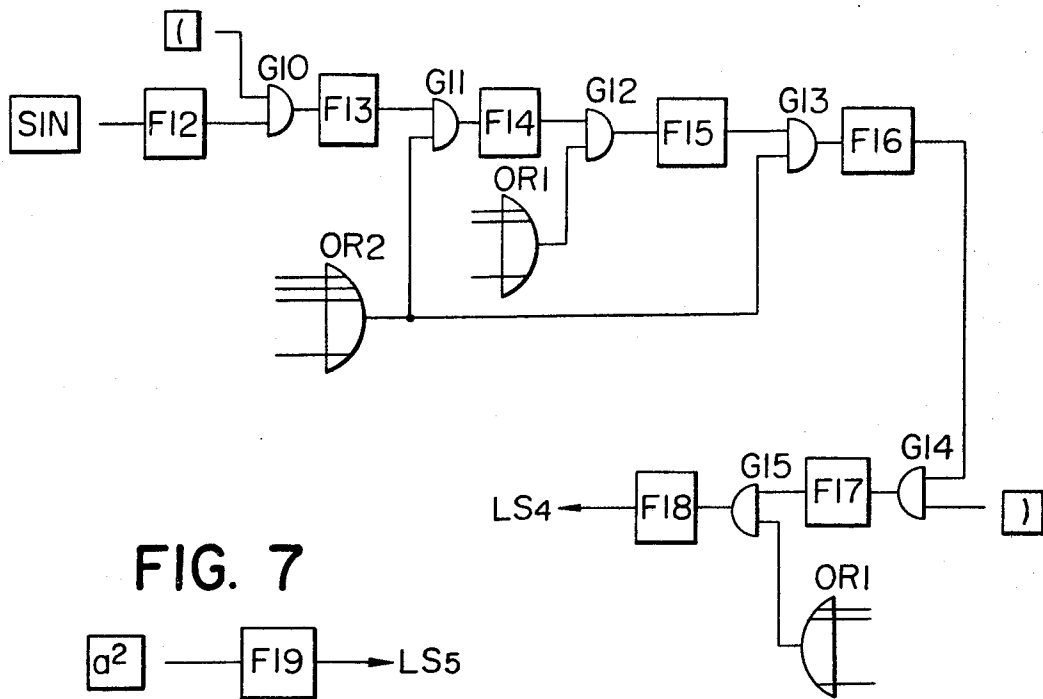 (
G10
G11
G12
G13
SIN
F12
F13
F14
F15
F16
OR1
OR2
G14
G15
F17
F18
LS4
)
OR1
FIG. 7
a²
F19
LS5